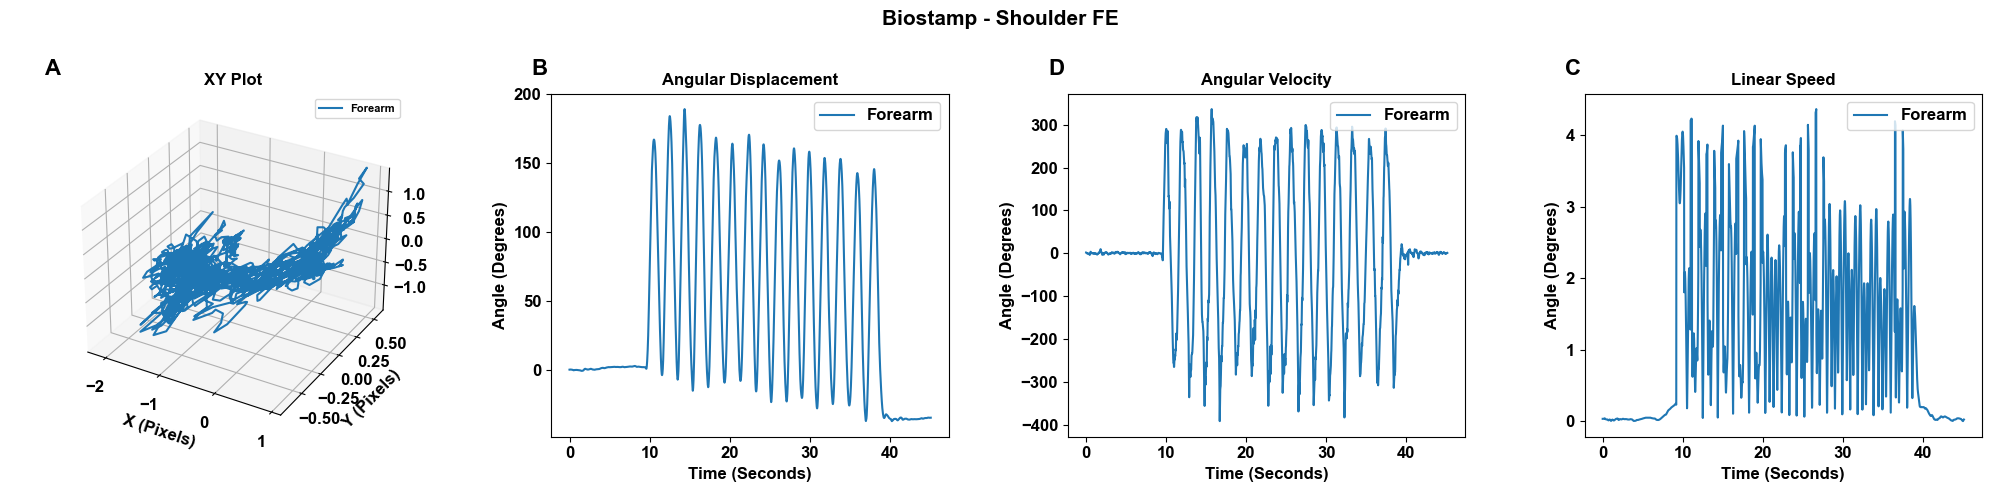 Biostamp - Shoulder FE
A
XY Plot
Forearm
1.0
0.5
0.0
−0.5
−1.0
0.50
0.25
0.00
−0.25
−0.50
Y (Pixels)
−2
−1
0
1
X (Pixels)
B
Angular Displacement
Forearm
200
150
100
50
0
Angle (Degrees)
0 10 20 30 40
Time (Seconds)
D
Angular Velocity
Forearm
300
200
100
0
−100
−200
−300
−400
Angle (Degrees)
0 10 20 30 40
Time (Seconds)
C
Linear Speed
Forearm
4
3
2
1
0
Angle (Degrees)
0 10 20 30 40
Time (Seconds)